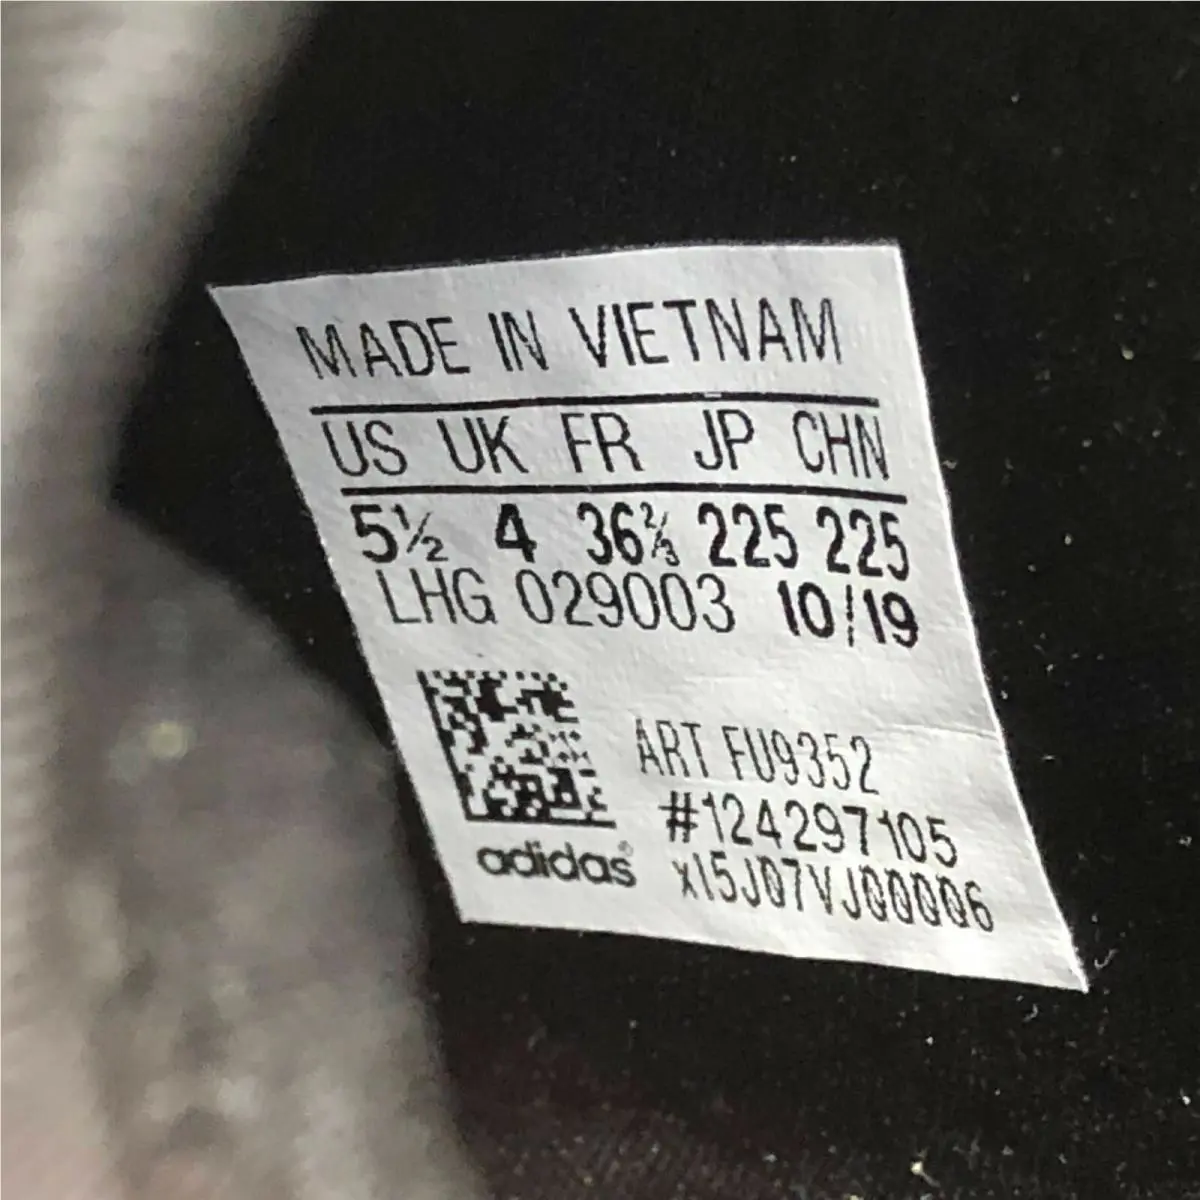 MADE IN VIETNAM
US UK FR JP CHN
5½ 4 36⅔ 225 225
LHG 029003 10/19
ART FU9352
#124297105
adidas®